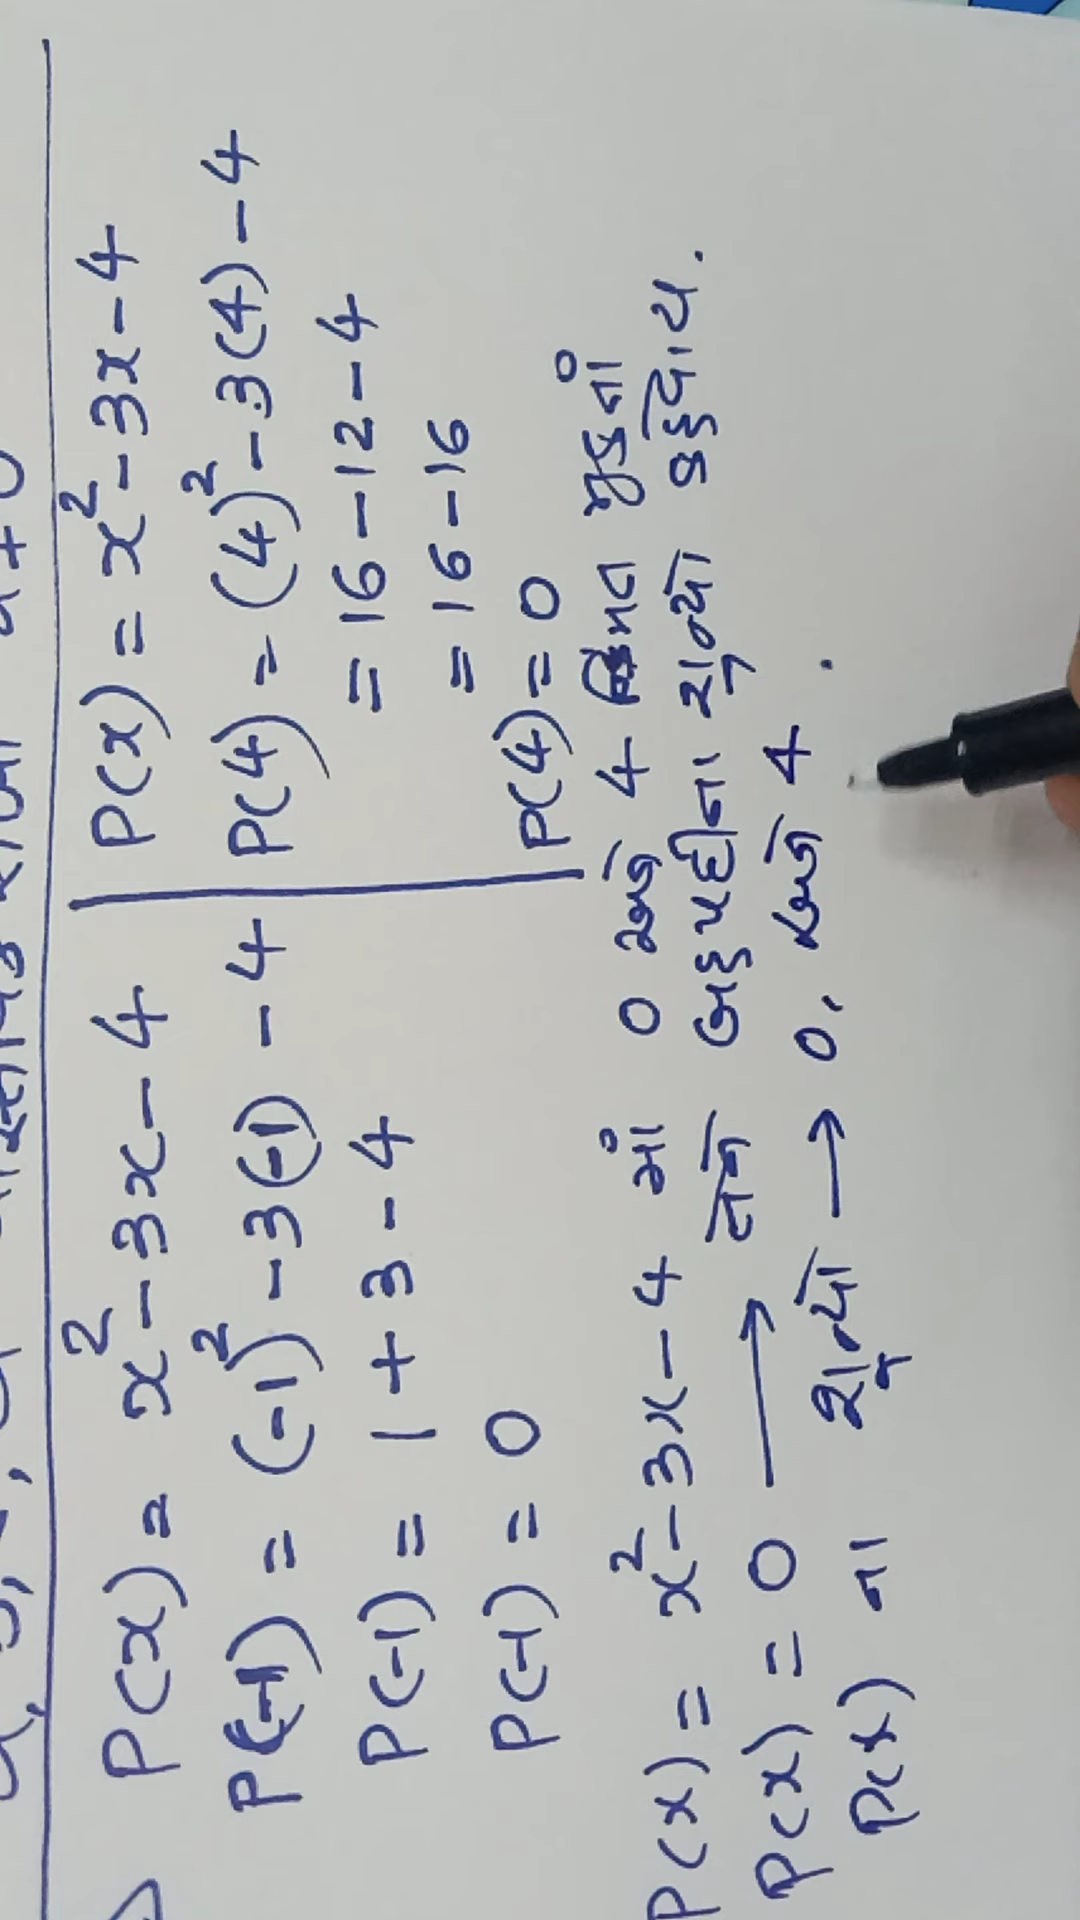 P(x) = x² - 3x - 4
P(-1) = (-1)² - 3(-1) - 4
P(-1) = 1 + 3 - 4
P(-1) = 0
P(x) = x² - 3x - 4
P(4) = (4)² - 3(4) - 4
= 16 - 12 - 4
= 16 - 16
P(4) = 0
P(x) = x² - 3x - 4 માં 0 અને 4 કિંમત મુકતાં
P(x) = 0 → તેને બહુપદીના શુન્યો કહેવાય.
P(x) ના શુન્યો → 0, અને 4